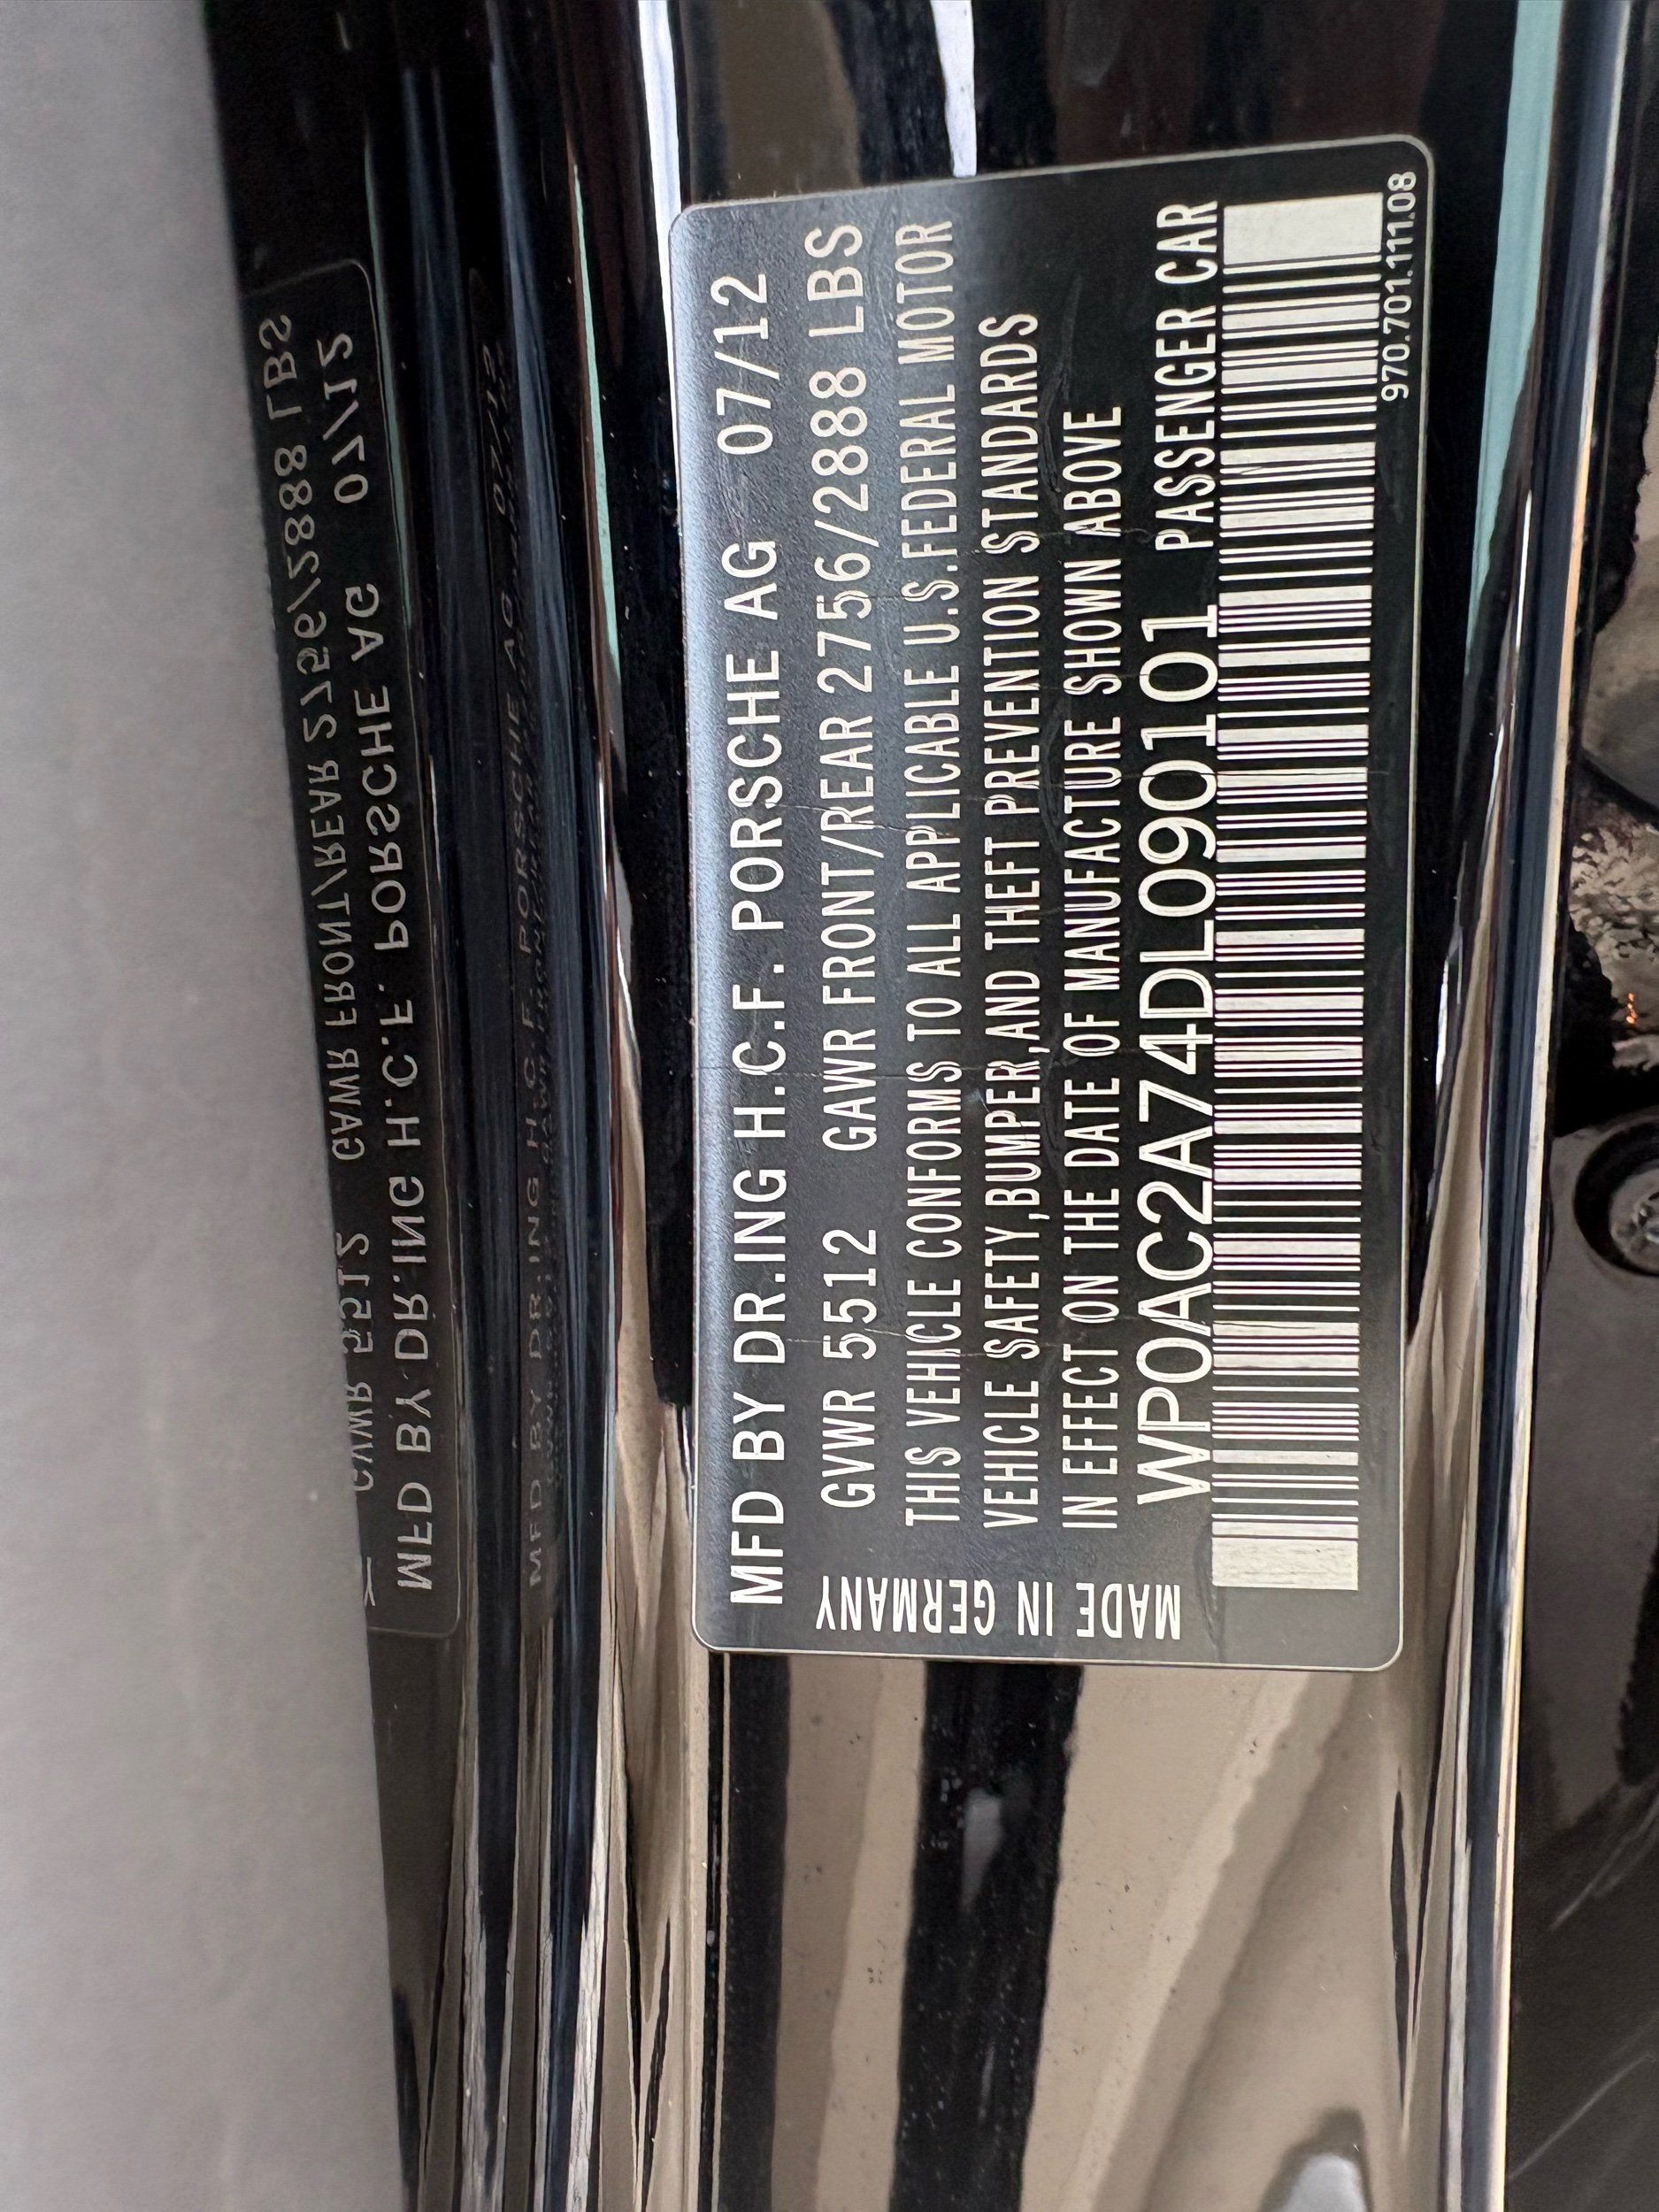 MFD BY DR.ING H.C.F. PORSCHE AG 07/12
GVWR 5512 GAWR FRONT/REAR 2756/2888 LBS
THIS VEHICLE CONFORMS TO ALL APPLICABLE U.S.FEDERAL MOTOR
VEHICLE SAFETY,BUMPER,AND THEFT PREVENTION STANDARDS
IN EFFECT ON THE DATE OF MANUFACTURE SHOWN ABOVE
WP0AC2A74DL090101 PASSENGER CAR
970.701.111.08
MADE IN GERMANY